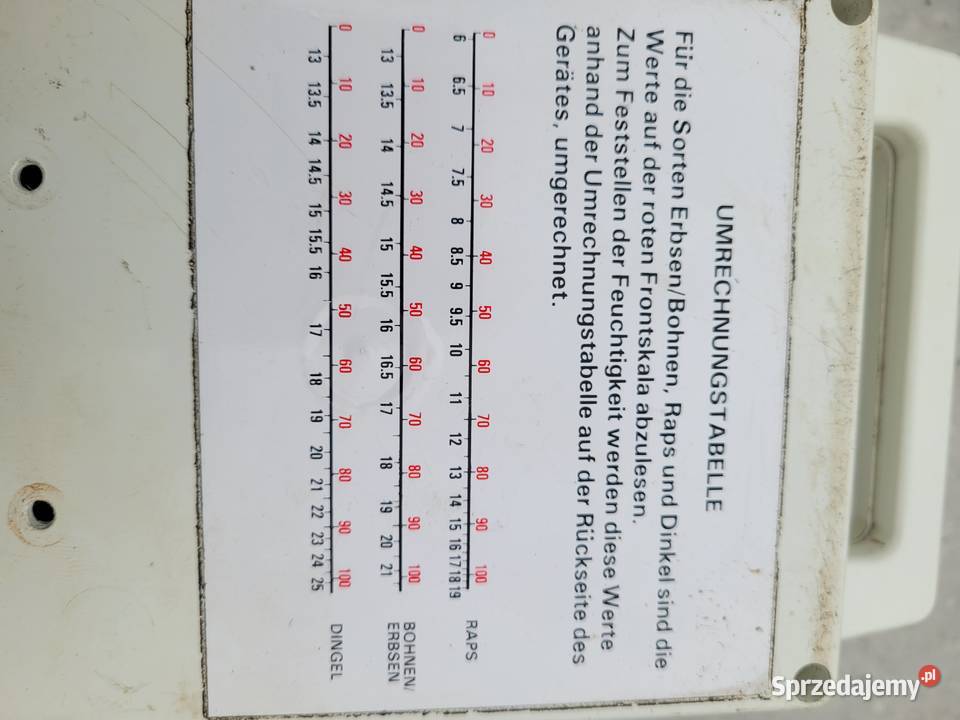 UMRECHNUNGSTABELLE
Für die Sorten Erbsen/Bohnen, Raps und Dinkel sind die
Werte auf der roten Frontskala abzulesen.
Zum Feststellen der Feuchtigkeit werden diese Werte
anhand der Umrechnungstabelle auf der Rückseite des
Gerätes, umgerechnet.
0 10 20 30 40 50 60 70 80 90 100
6 6.5 7 7.5 8 8.5 9 9.5 10 11 12 13 14 15 16 17 18 19
RAPS
0 10 20 30 40 50 60 70 80 90 100
13 13.5 14 14.5 15 15.5 16 16.5 17 18 19 20 21
BOHNEN/
ERBSEN
0 10 20 30 40 50 60 70 80 90 100
13 13.5 14 14.5 15 15.5 16 17 18 19 20 21 22 23 24 25
DINGEL
Sprzedajemy.pl